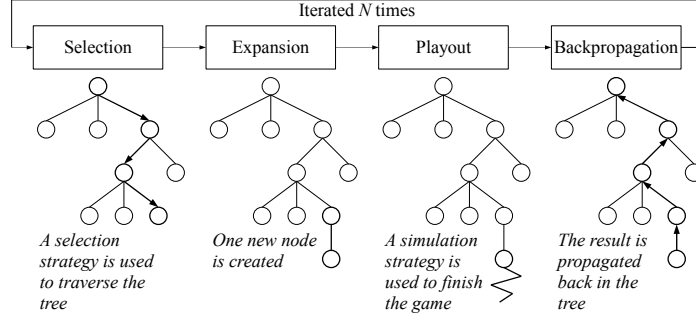 Iterated N times
Selection
Expansion
Playout
Backpropagation
A selection
strategy is used
to traverse the
tree
One new node
is created
A simulation
strategy is
used to finish
the game
The result is
propagated
back in the
tree